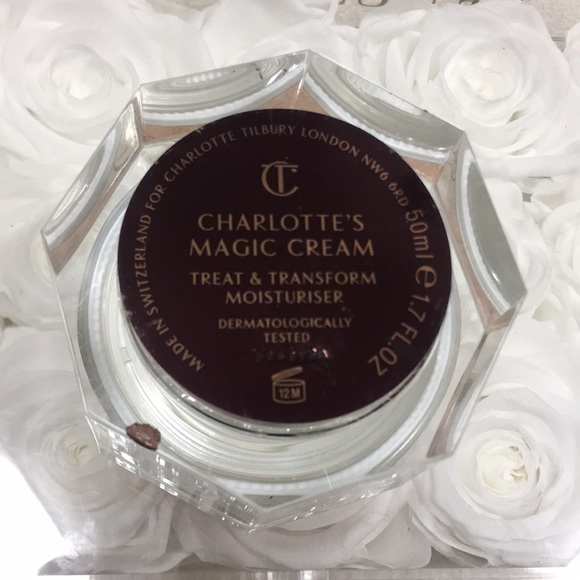 MADE IN SWITZERLAND FOR CHARLOTTE TILBURY LONDON NW6 6RD 50ml ℮ 1.7 FL.OZ
CT
CHARLOTTE'S
MAGIC CREAM
TREAT & TRANSFORM
MOISTURISER
DERMATOLOGICALLY
TESTED
12M